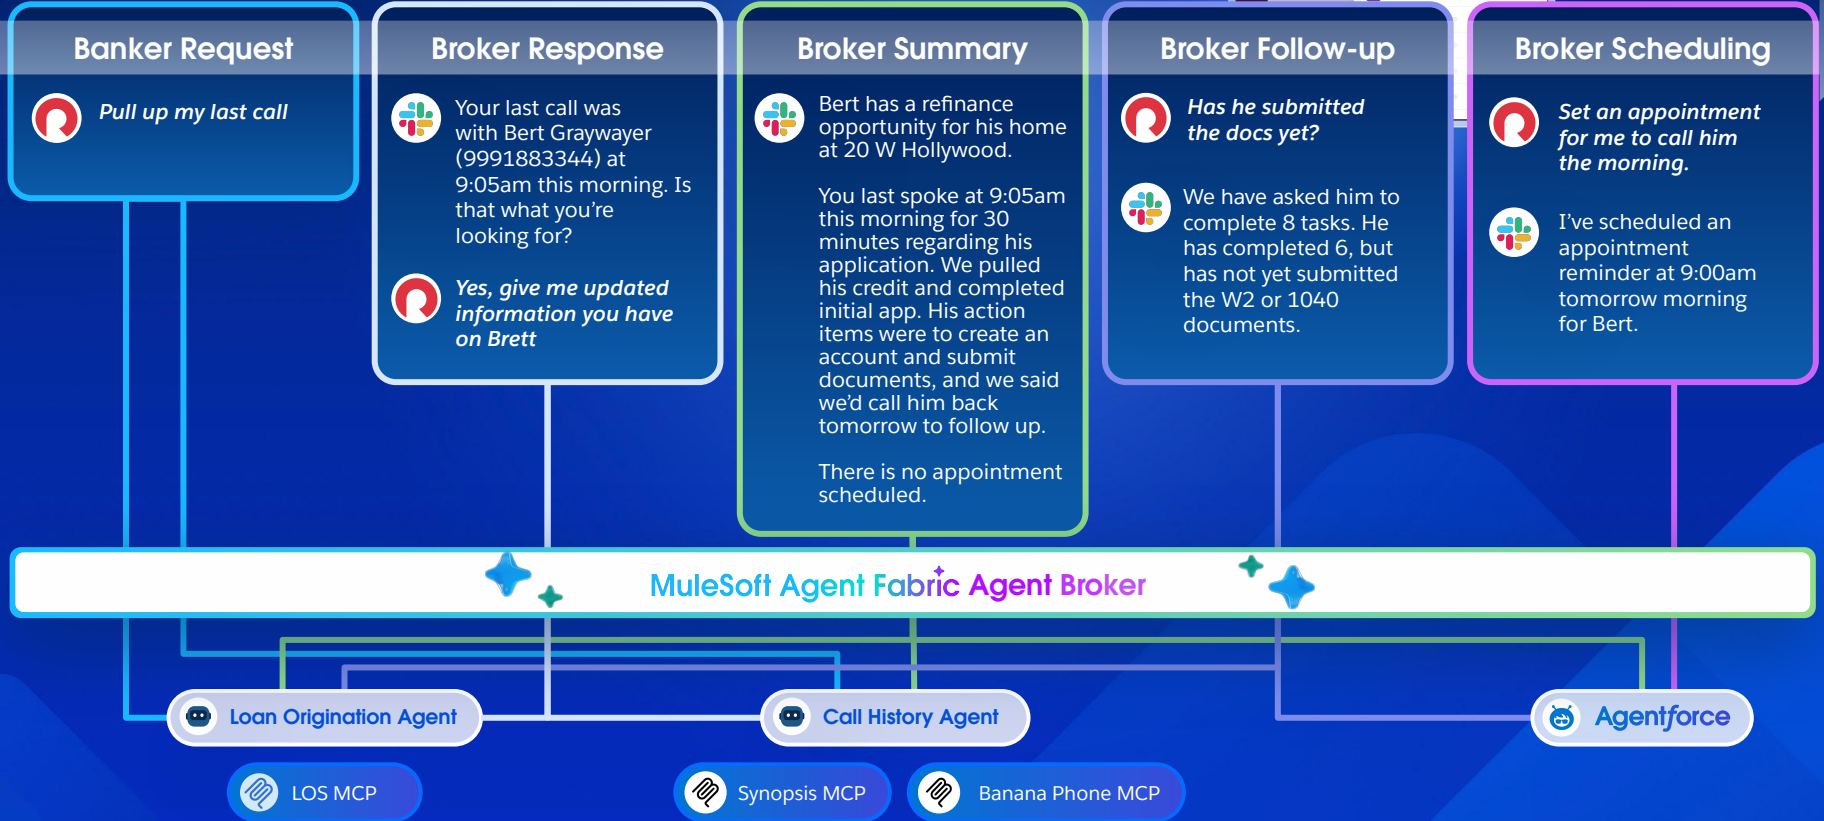 Banker Request
Pull up my last call
Broker Response
Your last call was
with Bert Graywayer
(9991883344) at
9:05am this morning. Is
that what you're
looking for?
Yes, give me updated
information you have
on Brett
Broker Summary
Bert has a refinance
opportunity for his home
at 20 W Hollywood.
You last spoke at 9:05am
this morning for 30
minutes regarding his
application. We pulled
his credit and completed
initial app. His action
items were to create an
account and submit
documents, and we said
we'd call him back
tomorrow to follow up.
There is no appointment
scheduled.
Broker Follow-up
Has he submitted
the docs yet?
We have asked him to
complete 8 tasks. He
has completed 6, but
has not yet submitted
the W2 or 1040
documents.
Broker Scheduling
Set an appointment
for me to call him
the morning.
I've scheduled an
appointment
reminder at 9:00am
tomorrow morning
for Bert.
MuleSoft Agent Fabric Agent Broker
Loan Origination Agent
Call History Agent
Agentforce
LOS MCP
Synopsis MCP
Banana Phone MCP